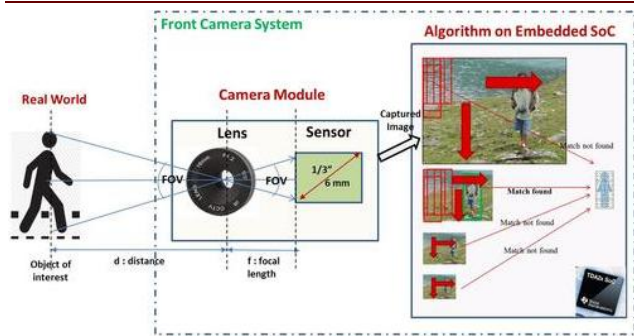 Front Camera System
Algorithm on Embedded SoC
Real World
Camera Module
Captured
Image
Lens
Sensor
Match not found
FOV
FOV
1/3"
6 mm
Match found
Match not found
Match not found
Object of
interest
d : distance
f : focal
length
TDA2x SoC